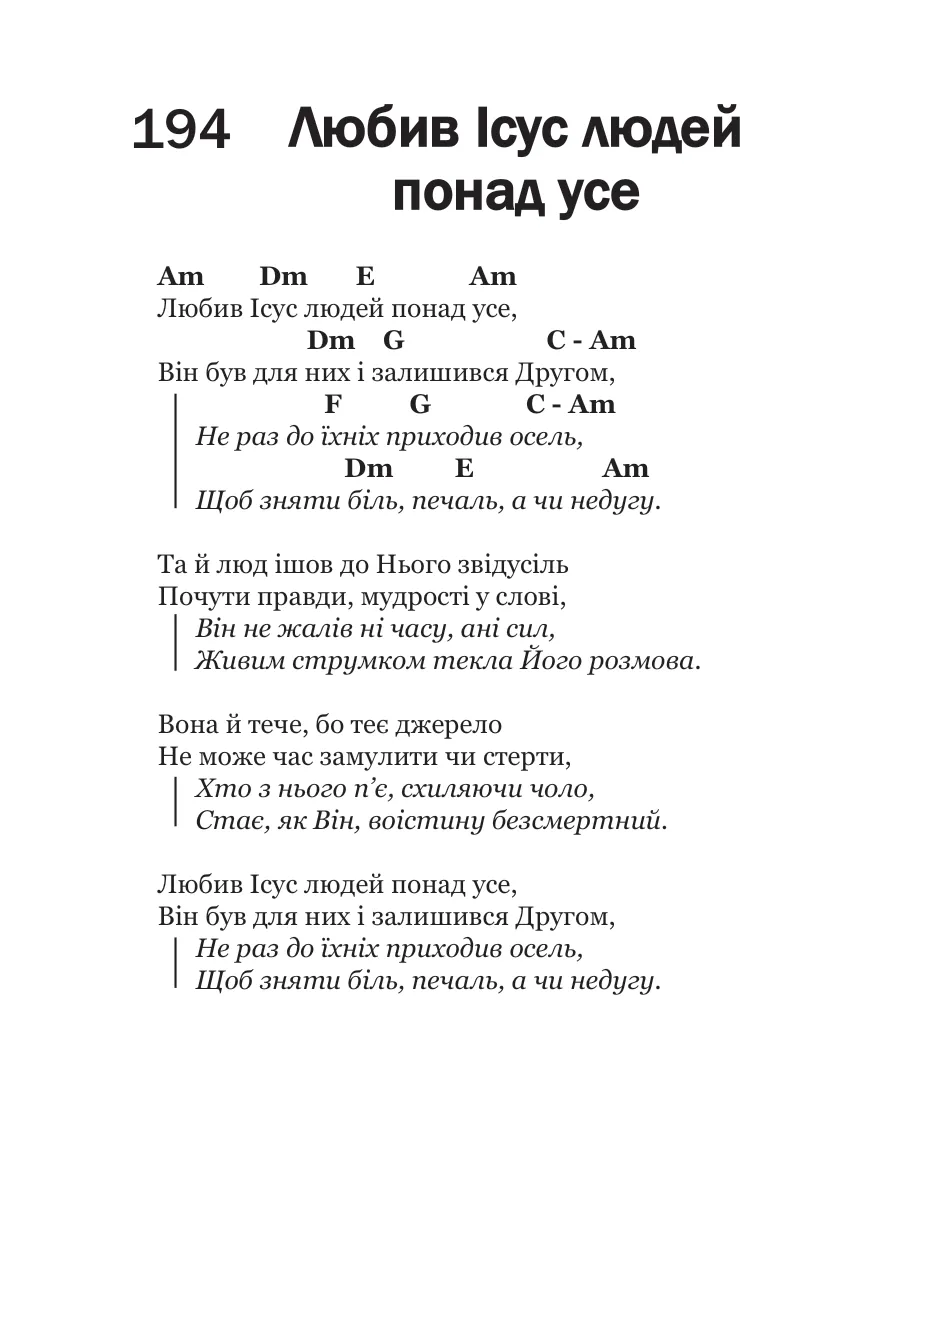 194 Любив Ісус людей
понад усе
Am Dm E Am
Любив Ісус людей понад усе,
Dm G C - Am
Він був для них і залишився Другом,
F G C - Am
Не раз до їхніх приходив осель,
Dm E Am
Щоб зняти біль, печаль, а чи недугу.
Та й люд ішов до Нього звідусіль
Почути правди, мудрості у слові,
Він не жалів ні часу, ані сил,
Живим струмком текла Його розмова.
Вона й тече, бо теє джерело
Не може час замулити чи стерти,
Хто з нього п’є, схиляючи чоло,
Стає, як Він, воістину безсмертний.
Любив Ісус людей понад усе,
Він був для них і залишився Другом,
Не раз до їхніх приходив осель,
Щоб зняти біль, печаль, а чи недугу.